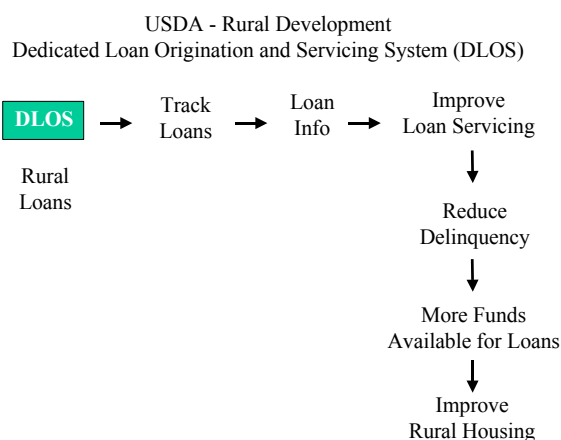 USDA - Rural Development
Dedicated Loan Origination and Servicing System (DLOS)
DLOS
Rural
Loans
Track
Loans
Loan
Info
Improve
Loan Servicing
Reduce
Delinquency
More Funds
Available for Loans
Improve
Rural Housing